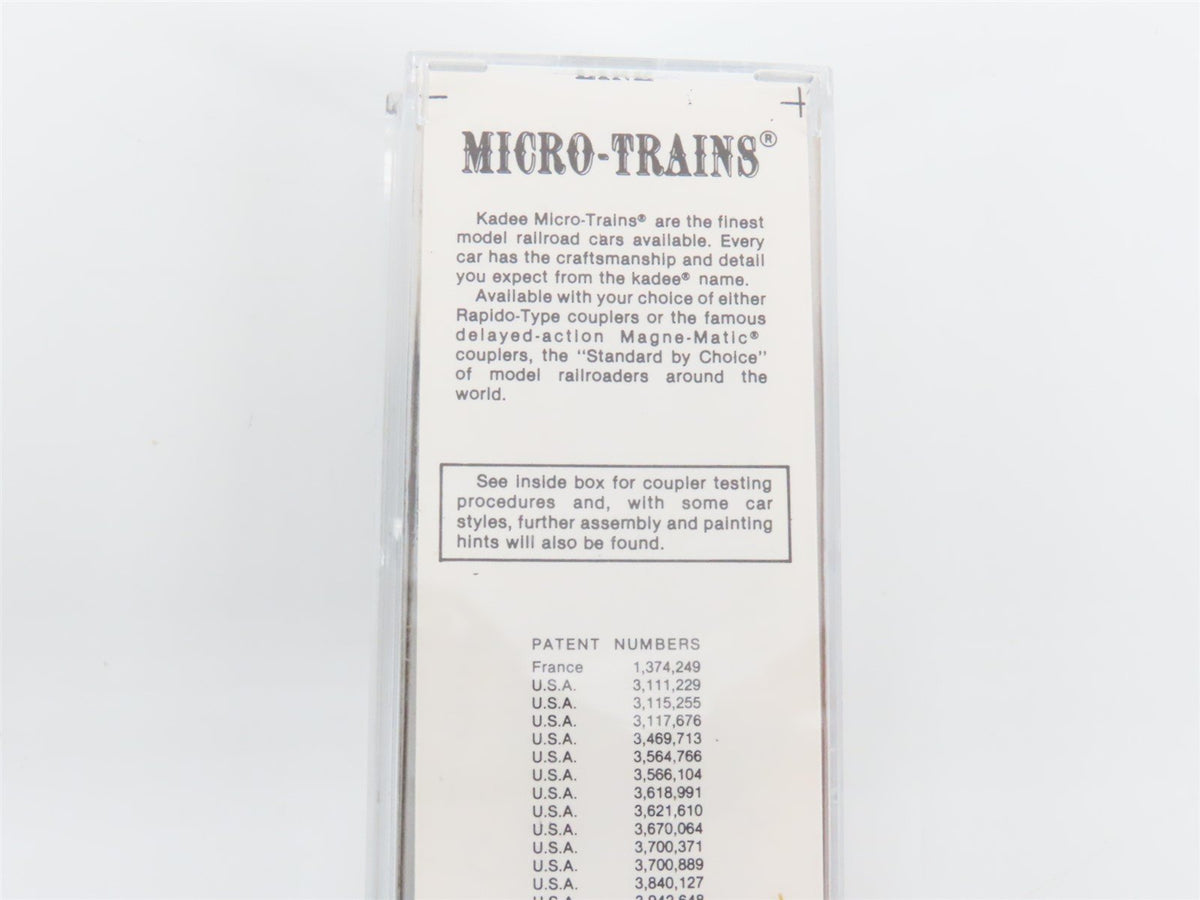 MICRO-TRAINS®
Kadee Micro-Trains® are the finest
model railroad cars available. Every
car has the craftsmanship and detail
you expect from the kadee® name.
Available with your choice of either
Rapido-Type couplers or the famous
delayed-action Magne-Matic®
couplers, the "Standard by Choice"
of model railroaders around the
world.
See inside box for coupler testing
procedures and, with some car
styles, further assembly and painting
hints will also be found.
PATENT NUMBERS
France 1,374,249
U.S.A. 3,111,229
U.S.A. 3,115,255
U.S.A. 3,117,676
U.S.A. 3,469,713
U.S.A. 3,564,766
U.S.A. 3,566,104
U.S.A. 3,618,991
U.S.A. 3,621,610
U.S.A. 3,670,064
U.S.A. 3,700,371
U.S.A. 3,700,889
U.S.A. 3,840,127
U.S.A.